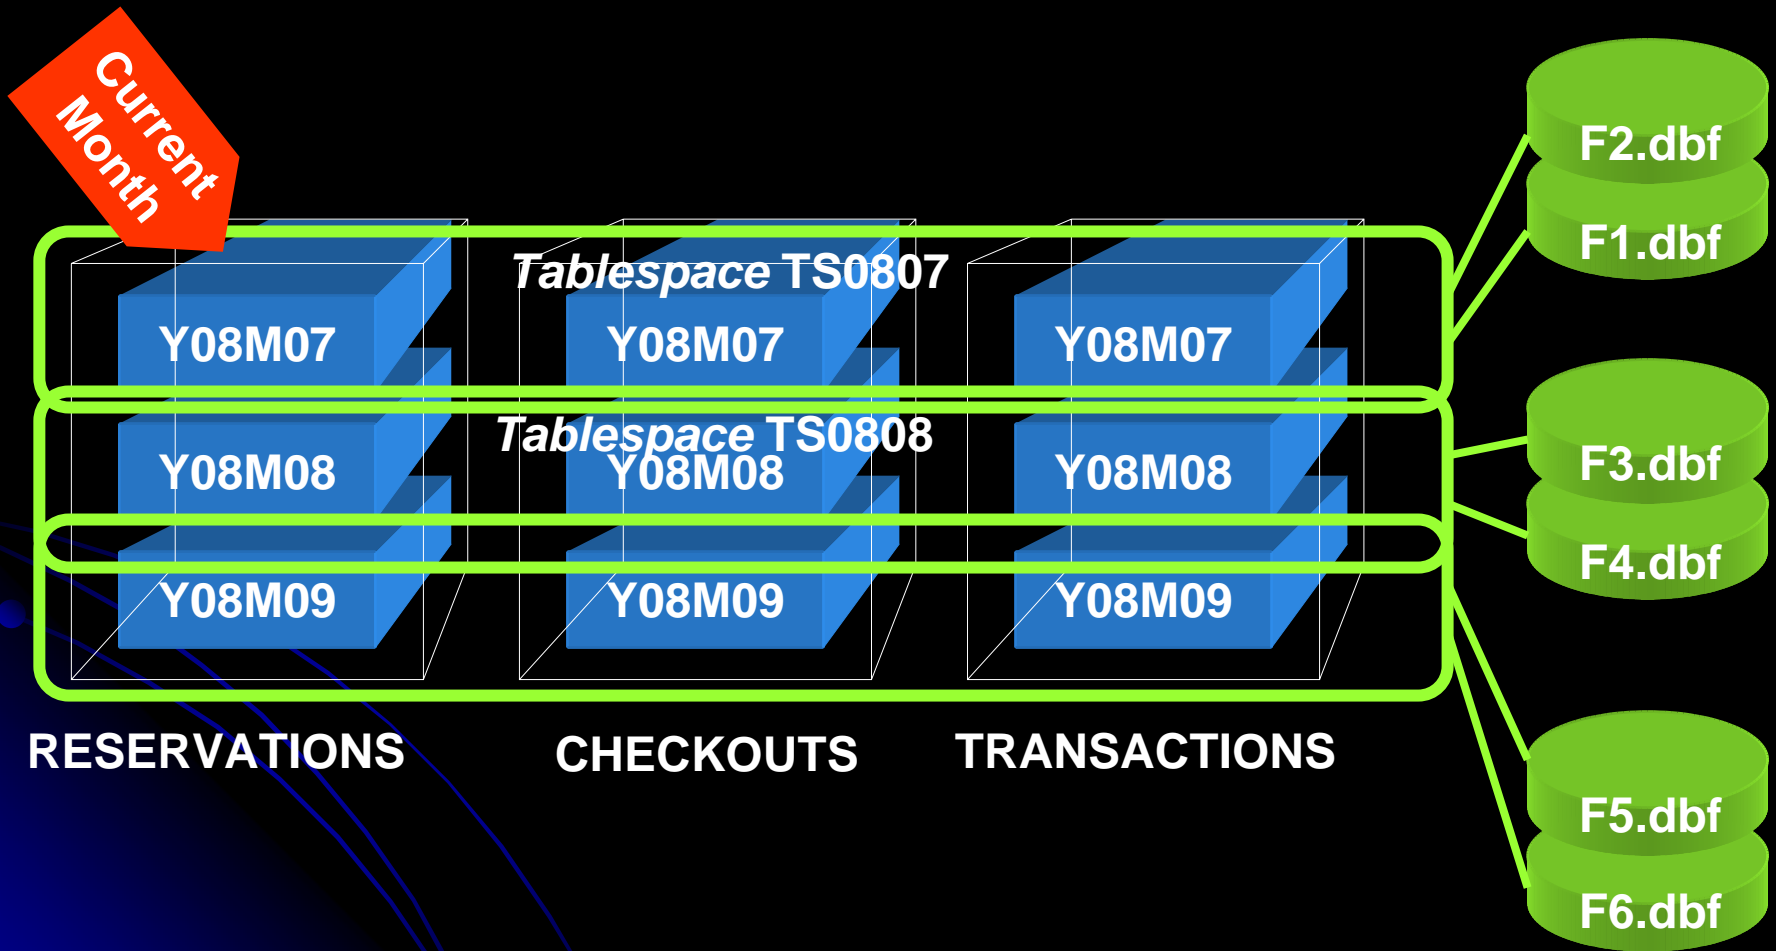 Current
Month
Tablespace TS0807
Y08M07 Y08M07 Y08M07
Tablespace TS0808
Y08M08 Y08M08 Y08M08
Y08M09 Y08M09 Y08M09
RESERVATIONS CHECKOUTS TRANSACTIONS
F2.dbf
F1.dbf
F3.dbf
F4.dbf
F5.dbf
F6.dbf